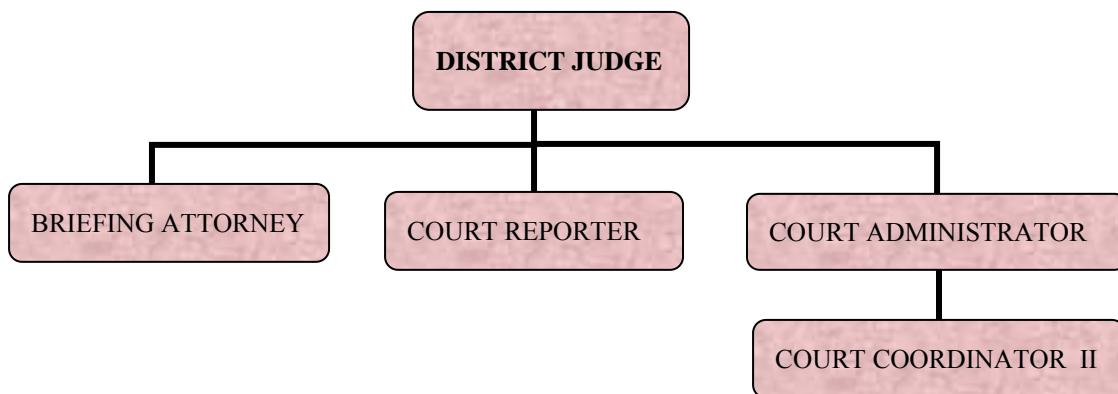 DISTRICT JUDGE
BRIEFING ATTORNEY
COURT REPORTER
COURT ADMINISTRATOR
COURT COORDINATOR II